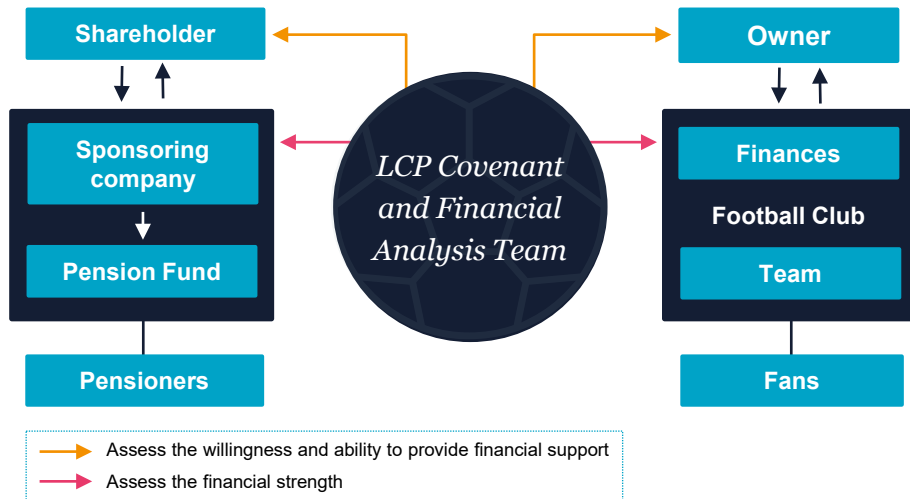 Shareholder
Owner
Sponsoring
company
Pension Fund
LCP Covenant
and Financial
Analysis Team
Finances
Football Club
Team
Pensioners
Fans
Assess the willingness and ability to provide financial support
Assess the financial strength